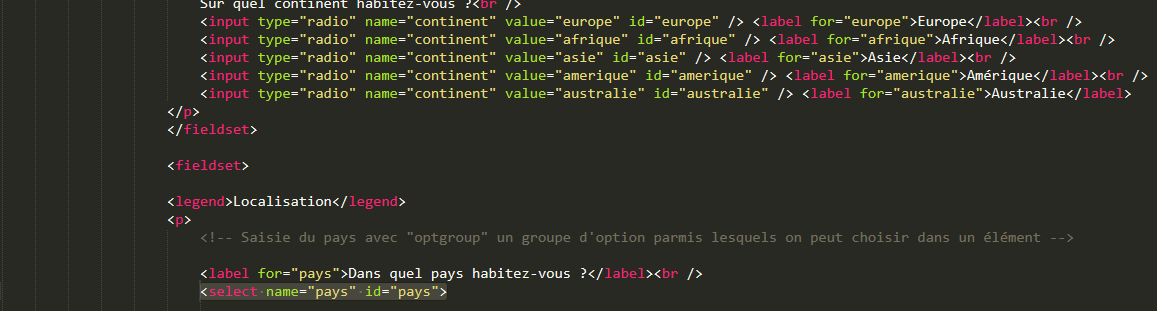 Sur quel continent habitez-vous ?<br />
<input type="radio" name="continent" value="europe" id="europe" /> <label for="europe">Europe</label><br />
<input type="radio" name="continent" value="afrique" id="afrique" /> <label for="afrique">Afrique</label><br />
<input type="radio" name="continent" value="asie" id="asie" /> <label for="asie">Asie</label><br />
<input type="radio" name="continent" value="amerique" id="amerique" /> <label for="amerique">Amérique</label><br />
<input type="radio" name="continent" value="australie" id="australie" /> <label for="australie">Australie</label>
</p>
</fieldset>
<fieldset>
<legend>Localisation</legend>
<p>
<!-- Saisie du pays avec "optgroup" un groupe d'option parmis lesquels on peut choisir dans un élément -->
<label for="pays">Dans quel pays habitez-vous ?</label><br />
<select name="pays" id="pays">